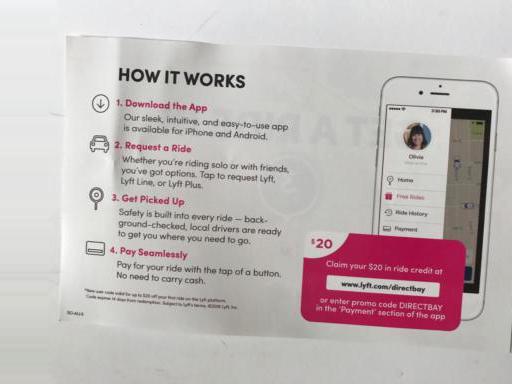 HOW IT WORKS
1. Download the App
Our sleek, intuitive, and easy-to-use app
is available for iPhone and Android.
2. Request a Ride
Whether you're riding solo or with friends,
you've got options. Tap to request Lyft,
Lyft Line, or Lyft Plus.
3. Get Picked Up
Safety is built into every ride — back-
ground-checked, local drivers are ready
to get you where you need to go.
4. Pay Seamlessly
Pay for your ride with the tap of a button.
No need to carry cash.
*New user code valid for up to $20 off your first ride on the Lyft platform.
Code expires 14 days from redemption. Subject to Lyft's terms. ©2016 Lyft, Inc.
2:30 PM
Olivia
Home
Free Rides
Ride History
Payment
$20
Claim your $20 in ride credit at
www.lyft.com/directbay
or enter promo code DIRECTBAY
in the 'Payment' section of the app